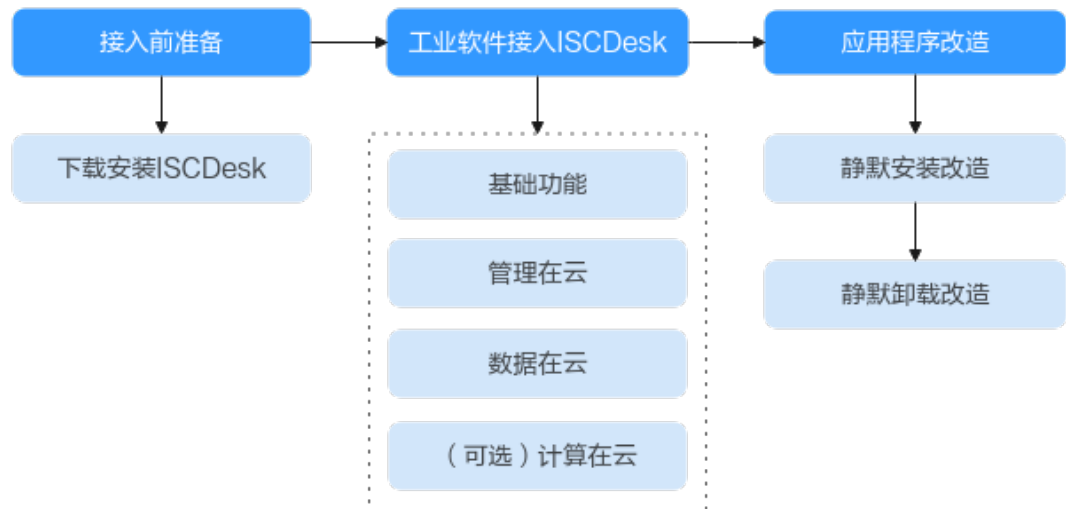 接入前准备
工业软件接入ISCDesk
应用程序改造
下载安装ISCDesk
基础功能
管理在云
数据在云
（可选）计算在云
静默安装改造
静默卸载改造